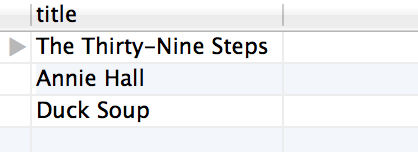 title
The Thirty-Nine Steps
Annie Hall
Duck Soup